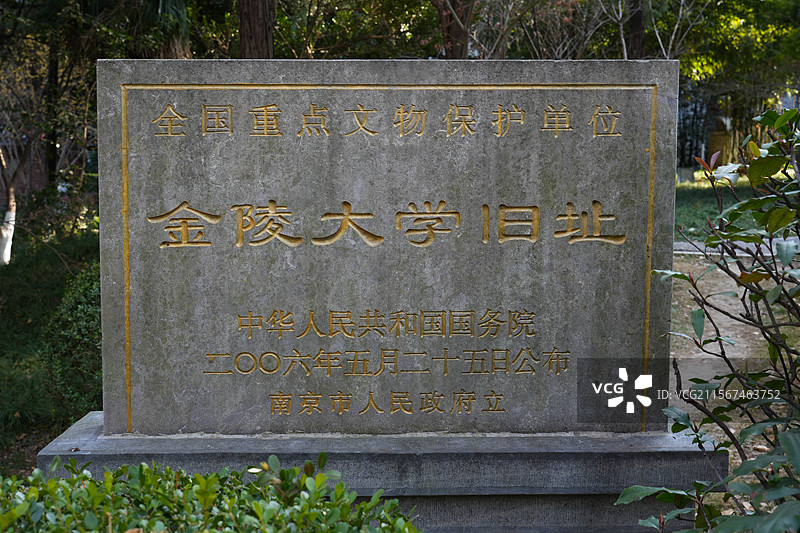 全国重点文物保护单位
金陵大学旧址
中华人民共和国国务院
二〇〇六年五月二十五日公布
南京市人民政府立
VCG
ID: VCG211567463752